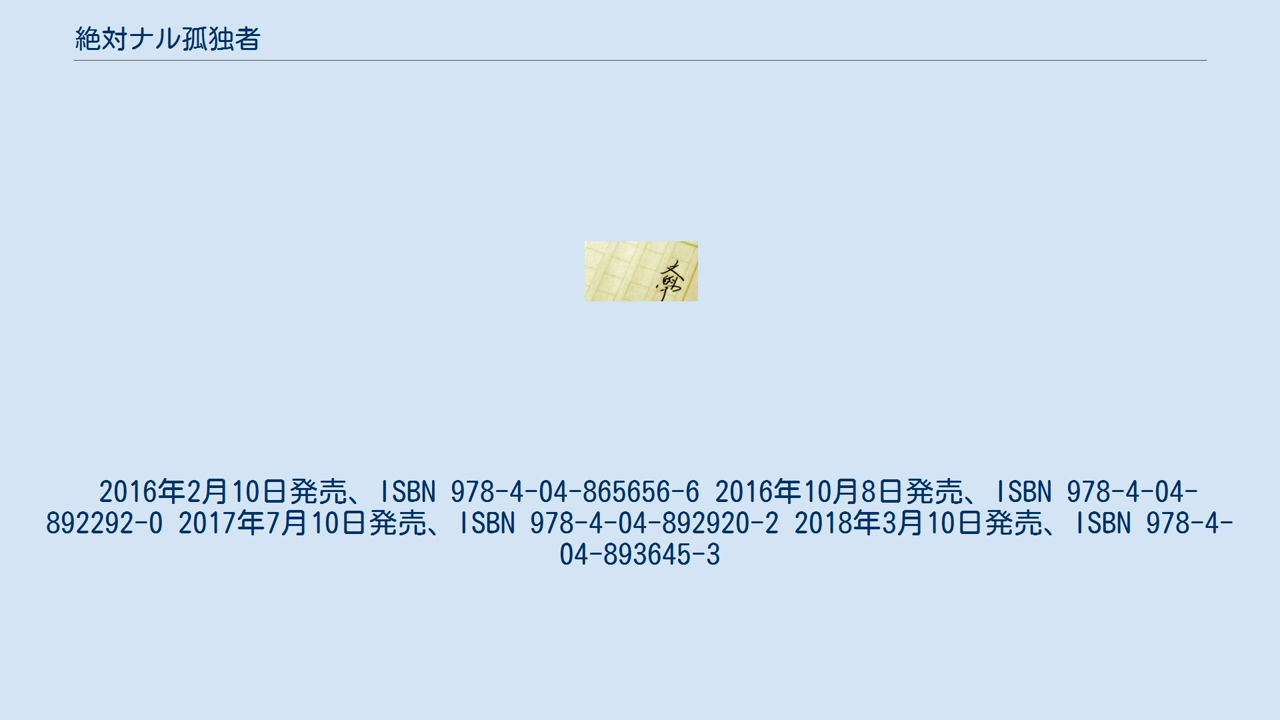 絶対ナル孤独者
2016年2月10日発売、ISBN 978-4-04-865656-6 2016年10月8日発売、ISBN 978-4-04-
892292-0 2017年7月10日発売、ISBN 978-4-04-892920-2 2018年3月10日発売、ISBN 978-4-
04-893645-3